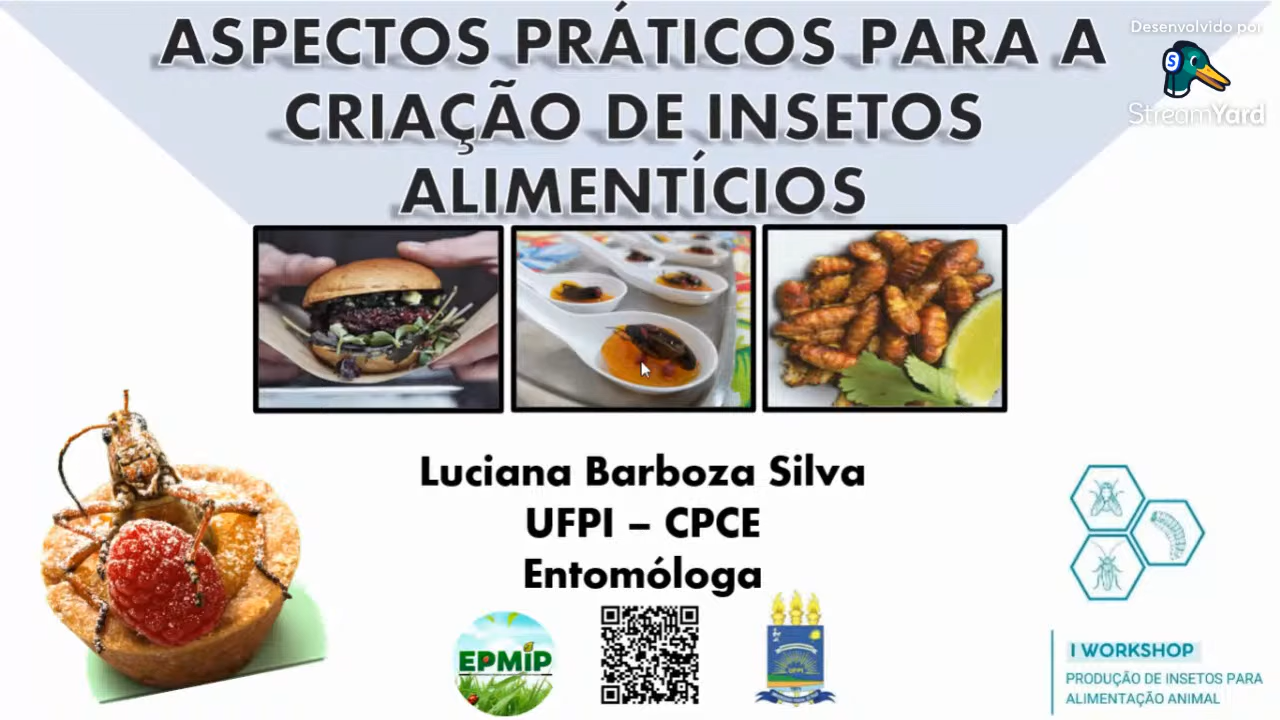 ASPECTOS PRÁTICOS PARA A
CRIAÇÃO DE INSETOS
ALIMENTÍCIOS
Desenvolvido por
S
StreamYard
Luciana Barboza Silva
UFPI – CPCE
Entomóloga
EPMIP
UFPI
I WORKSHOP
PRODUÇÃO DE INSETOS PARA
ALIMENTAÇÃO ANIMAL